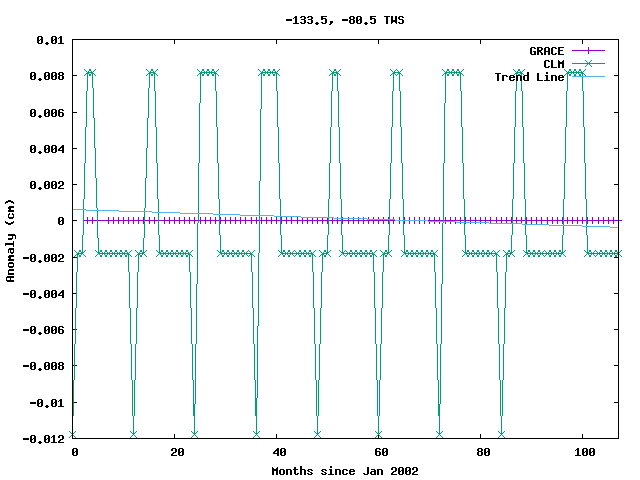 -133.5, -80.5 TWS
0.01
0.008
0.006
0.004
0.002
0
-0.002
-0.004
-0.006
-0.008
-0.01
-0.012
Anomaly (cm)
GRACE
CLM
Trend Line
0 20 40 60 80 100
Months since Jan 2002